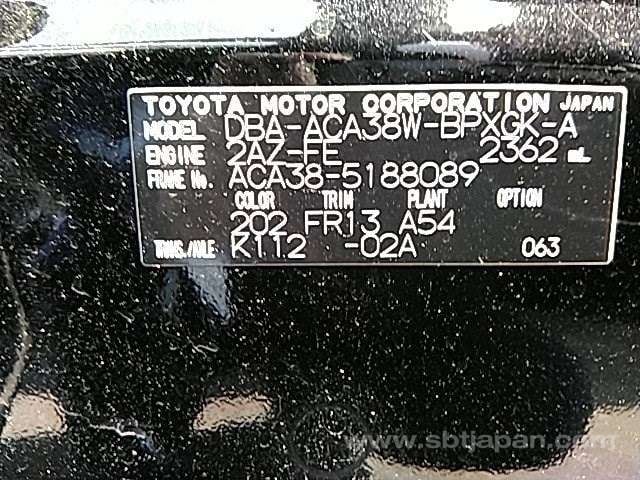 TOYOTA MOTOR CORPORATION JAPAN
MODEL DBA-ACA38W-BPXGK-A
ENGINE 2AZ-FE 2362 mL
FRAME No. ACA38-5188089
COLOR TRIM PLANT OPTION
202 FR13 A54
TRANS./AXLE K112 -02A 063
www.sbtjapan.com